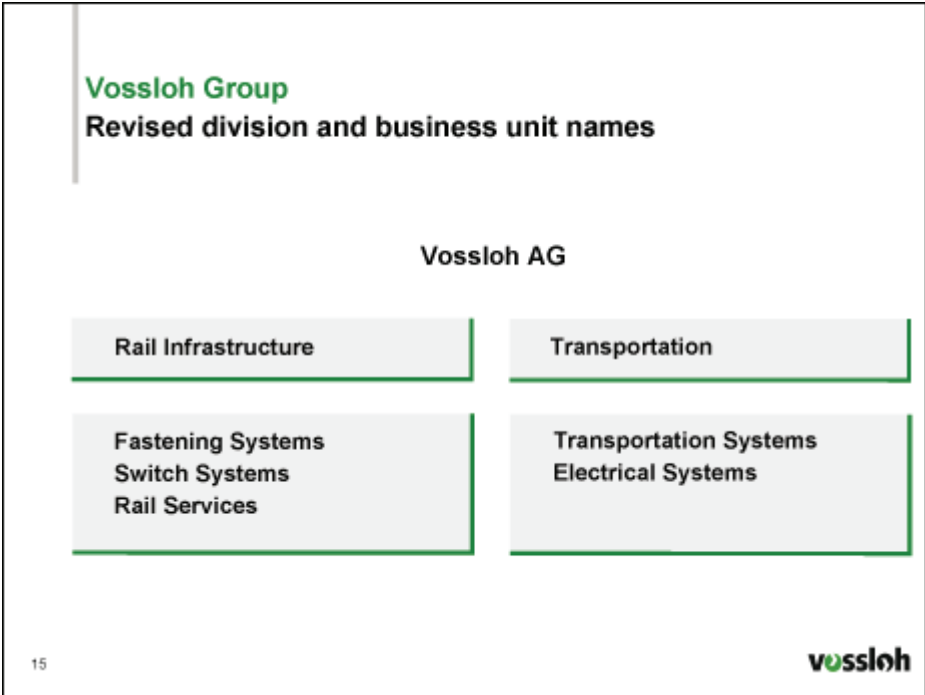 Vossloh Group
Revised division and business unit names
Vossloh AG
Rail Infrastructure
Transportation
Fastening Systems
Switch Systems
Rail Services
Transportation Systems
Electrical Systems
15
vossloh